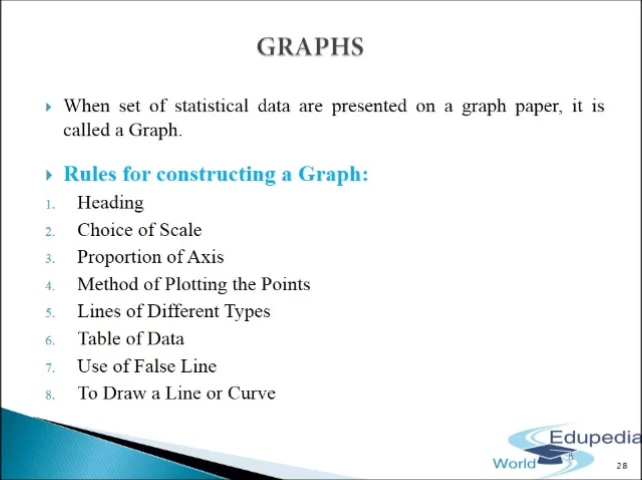 GRAPHS
When set of statistical data are presented on a graph paper, it is
called a Graph.
Rules for constructing a Graph:
1. Heading
2. Choice of Scale
3. Proportion of Axis
4. Method of Plotting the Points
5. Lines of Different Types
6. Table of Data
7. Use of False Line
8. To Draw a Line or Curve
Edupedia
World
28